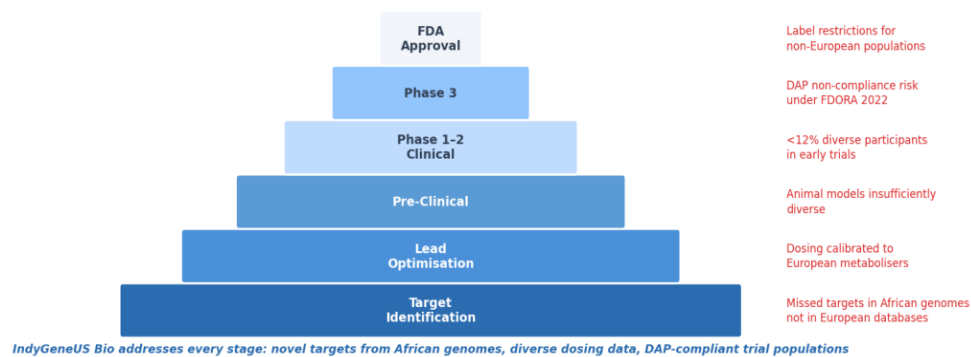 FDA
Approval
Label restrictions for
non-European populations
Phase 3
DAP non-compliance risk
under FDORA 2022
Phase 1–2
Clinical
<12% diverse participants
in early trials
Pre-Clinical
Animal models insufficiently
diverse
Lead
Optimisation
Dosing calibrated to
European metabolisers
Target
Identification
Missed targets in African genomes
not in European databases
IndyGeneUS Bio addresses every stage: novel targets from African genomes, diverse dosing data, DAP-compliant trial populations